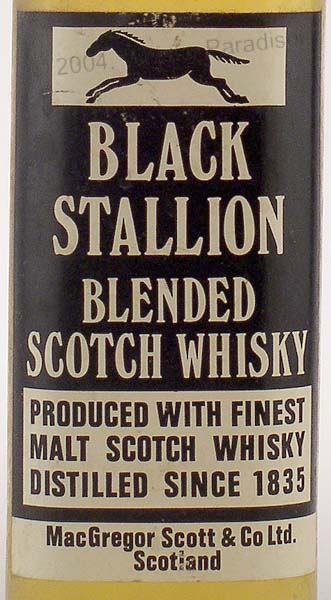 2004. Paradis
BLACK
STALLION
BLENDED
SCOTCH WHISKY
PRODUCED WITH FINEST
MALT SCOTCH WHISKY
DISTILLED SINCE 1835
MacGregor Scott & Co Ltd.
Scotland